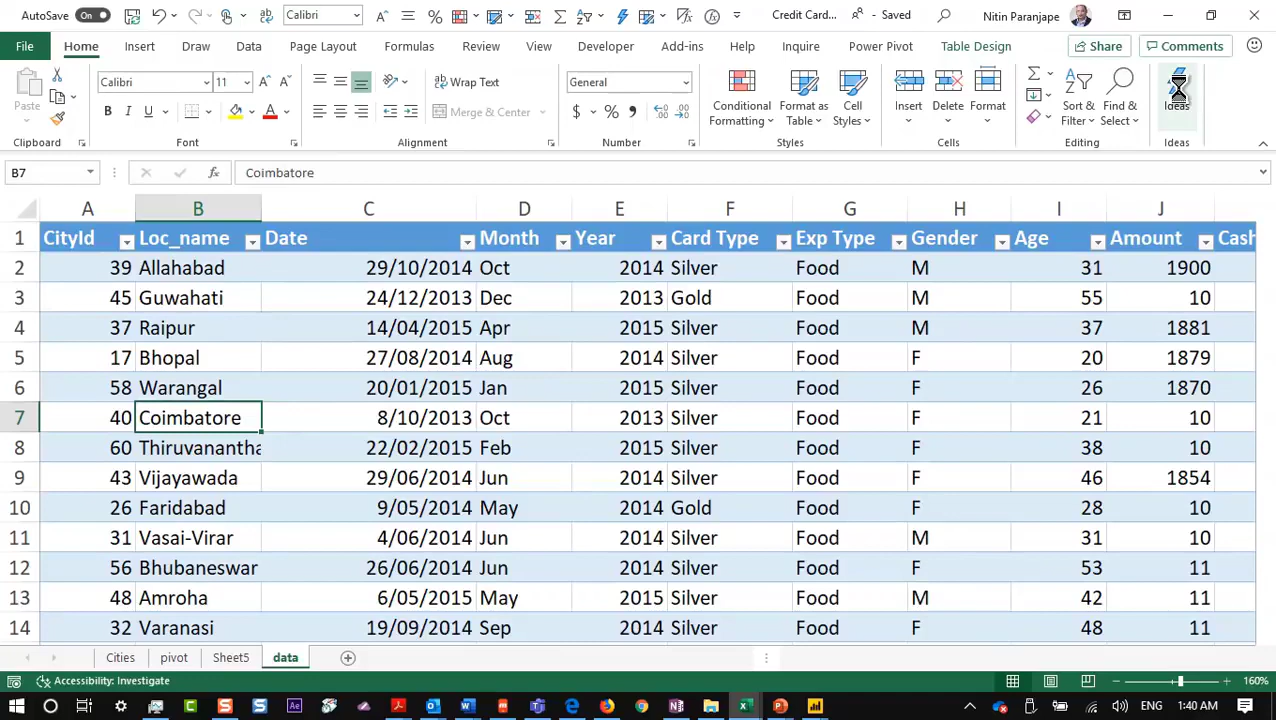 AutoSave On Calibri Credit Card... Saved Nitin Paranjape
File Home Insert Draw Data Page Layout Formulas Review View Developer Add-ins Help Inquire Power Pivot Table Design Share Comments
Paste Calibri 11 Wrap Text General Conditional Formatting Format as Table Cell Styles Insert Delete Format Sort & Filter Find & Select Ideas
B I U Merge & Center $ %
Clipboard Font Alignment Number Styles Cells Editing Ideas
B7 fx Coimbatore
A B C D E F G H I J
1 CityId Loc_name Date Month Year Card Type Exp Type Gender Age Amount Cash
2 39 Allahabad 29/10/2014 Oct 2014 Silver Food M 31 1900
3 45 Guwahati 24/12/2013 Dec 2013 Gold Food M 55 10
4 37 Raipur 14/04/2015 Apr 2015 Silver Food M 37 1881
5 17 Bhopal 27/08/2014 Aug 2014 Silver Food F 20 1879
6 58 Warangal 20/01/2015 Jan 2015 Silver Food F 26 1870
7 40 Coimbatore 8/10/2013 Oct 2013 Silver Food F 21 10
8 60 Thiruvanantha 22/02/2015 Feb 2015 Silver Food F 38 10
9 43 Vijayawada 29/06/2014 Jun 2014 Silver Food F 46 1854
10 26 Faridabad 9/05/2014 May 2014 Gold Food F 28 10
11 31 Vasai-Virar 4/06/2014 Jun 2014 Silver Food M 31 10
12 56 Bhubaneswar 26/06/2014 Jun 2014 Silver Food F 53 11
13 48 Amroha 6/05/2015 May 2015 Silver Food M 42 11
14 32 Varanasi 19/09/2014 Sep 2014 Silver Food F 48 11
Cities pivot Sheet5 data
Accessibility: Investigate 160%
1:40 AM